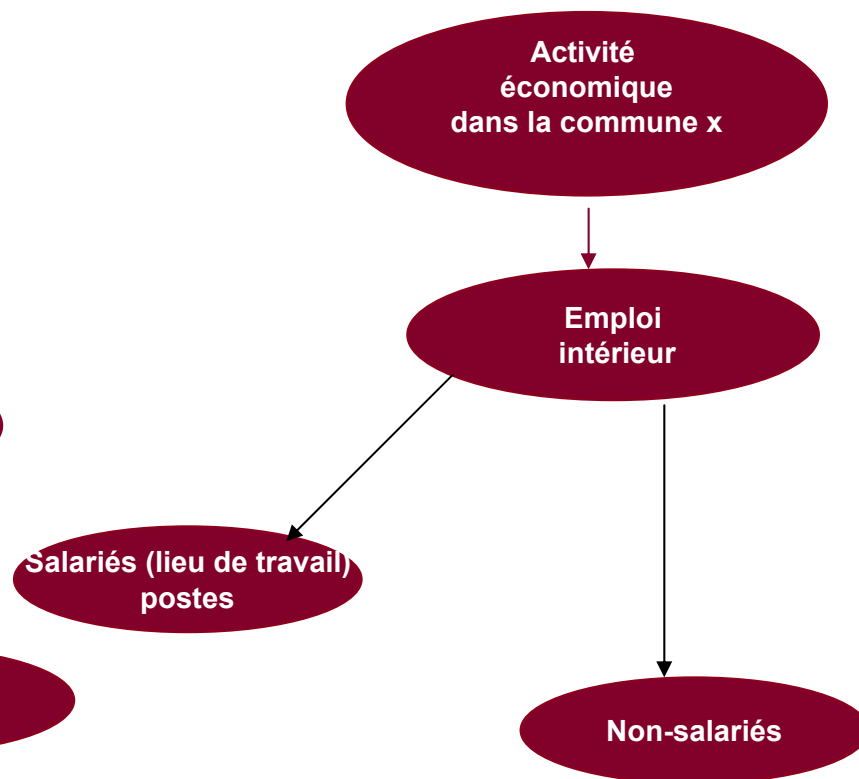 Activité
économique
dans la commune x
Emploi
intérieur
Salariés (lieu de travail)
postes
Non-salariés